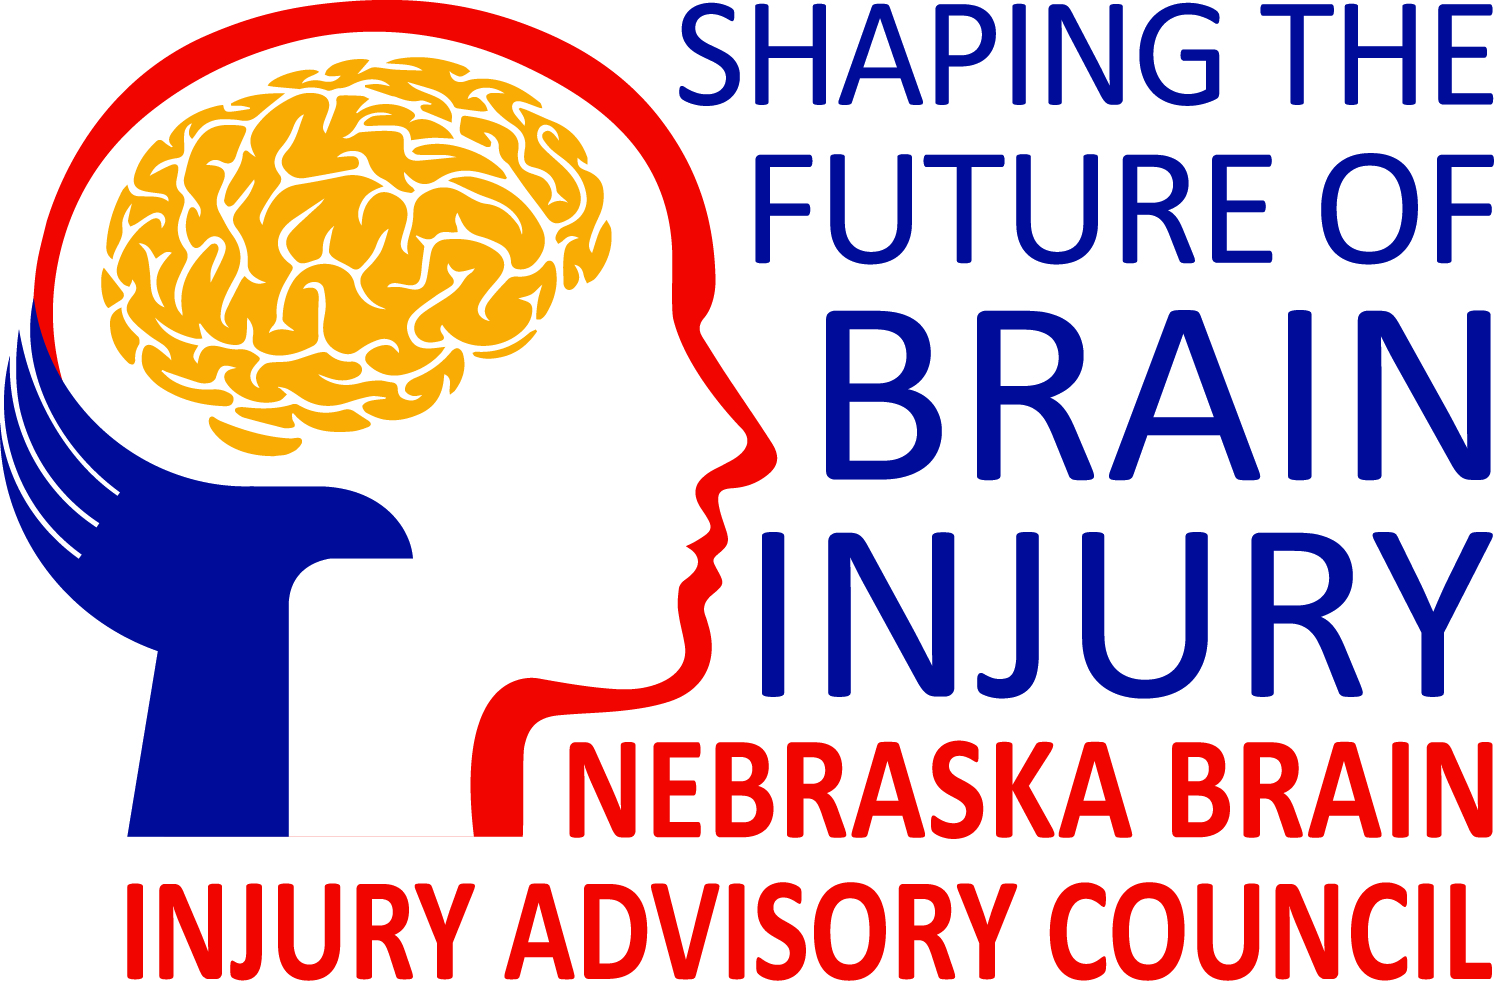 SHAPING THE
FUTURE OF
BRAIN
INJURY
NEBRASKA BRAIN
INJURY ADVISORY COUNCIL